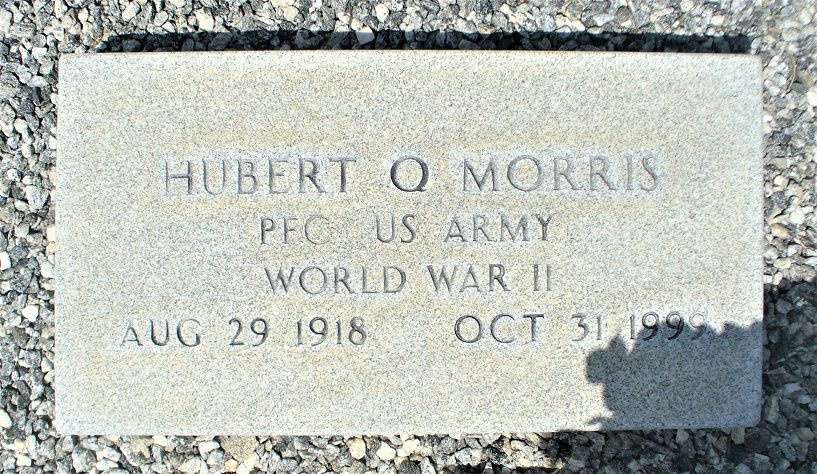 HUBERT Q MORRIS
PFC US ARMY
WORLD WAR II
AUG 29 1918 OCT 31 1999